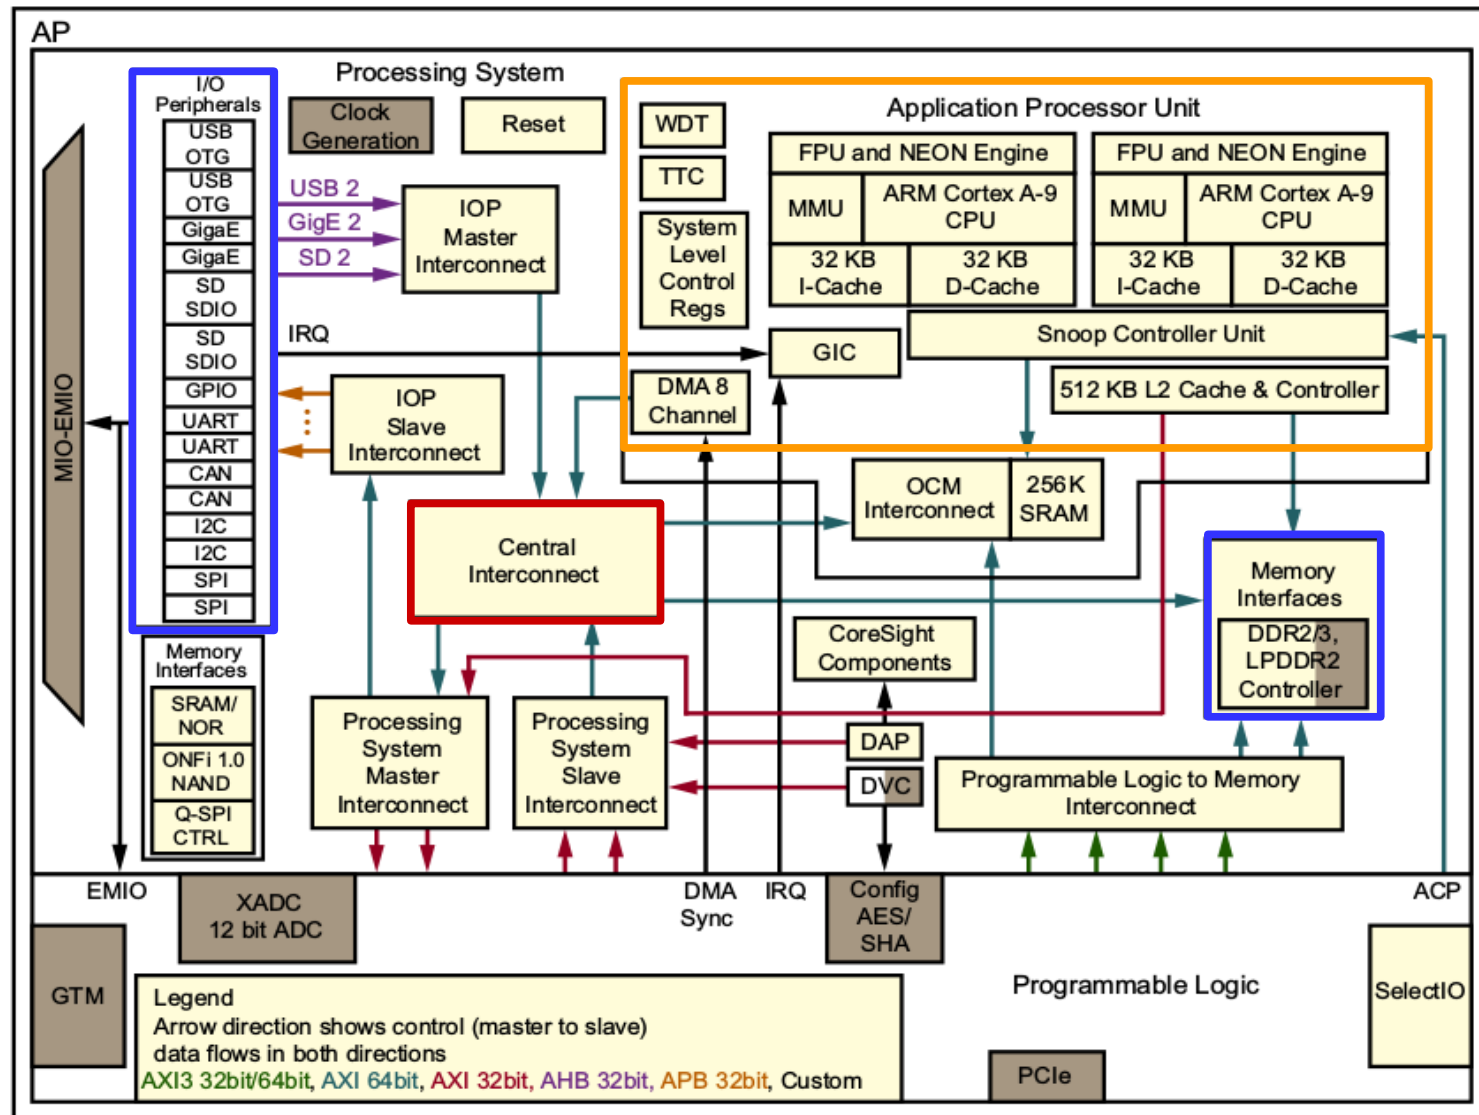 AP
Processing System
I/O
Peripherals
USB
OTG
USB
OTG
GigaE
GigaE
SD
SDIO
SD
SDIO
GPIO
UART
UART
CAN
CAN
I2C
I2C
SPI
SPI
MIO-EMIO
Memory
Interfaces
SRAM/
NOR
ONFi 1.0
NAND
Q-SPI
CTRL
Clock
Generation
Reset
USB 2
GigE 2
SD 2
IOP
Master
Interconnect
IRQ
IOP
Slave
Interconnect
Application Processor Unit
WDT
TTC
System
Level
Control
Regs
FPU and NEON Engine
MMU
ARM Cortex A-9
CPU
32 KB
I-Cache
32 KB
D-Cache
FPU and NEON Engine
MMU
ARM Cortex A-9
CPU
32 KB
I-Cache
32 KB
D-Cache
GIC
Snoop Controller Unit
DMA 8
Channel
512 KB L2 Cache & Controller
OCM
Interconnect
256K
SRAM
Central
Interconnect
Memory
Interfaces
DDR2/3,
LPDDR2
Controller
CoreSight
Components
Processing
System
Master
Interconnect
Processing
System
Slave
Interconnect
DAP
DVC
Programmable Logic to Memory
Interconnect
EMIO
XADC
12 bit ADC
DMA
Sync
IRQ
Config
AES/
SHA
ACP
GTM
Programmable Logic
SelectIO
PCIe
Legend
Arrow direction shows control (master to slave)
data flows in both directions
AXI3 32bit/64bit, AXI 64bit, AXI 32bit, AHB 32bit, APB 32bit, Custom